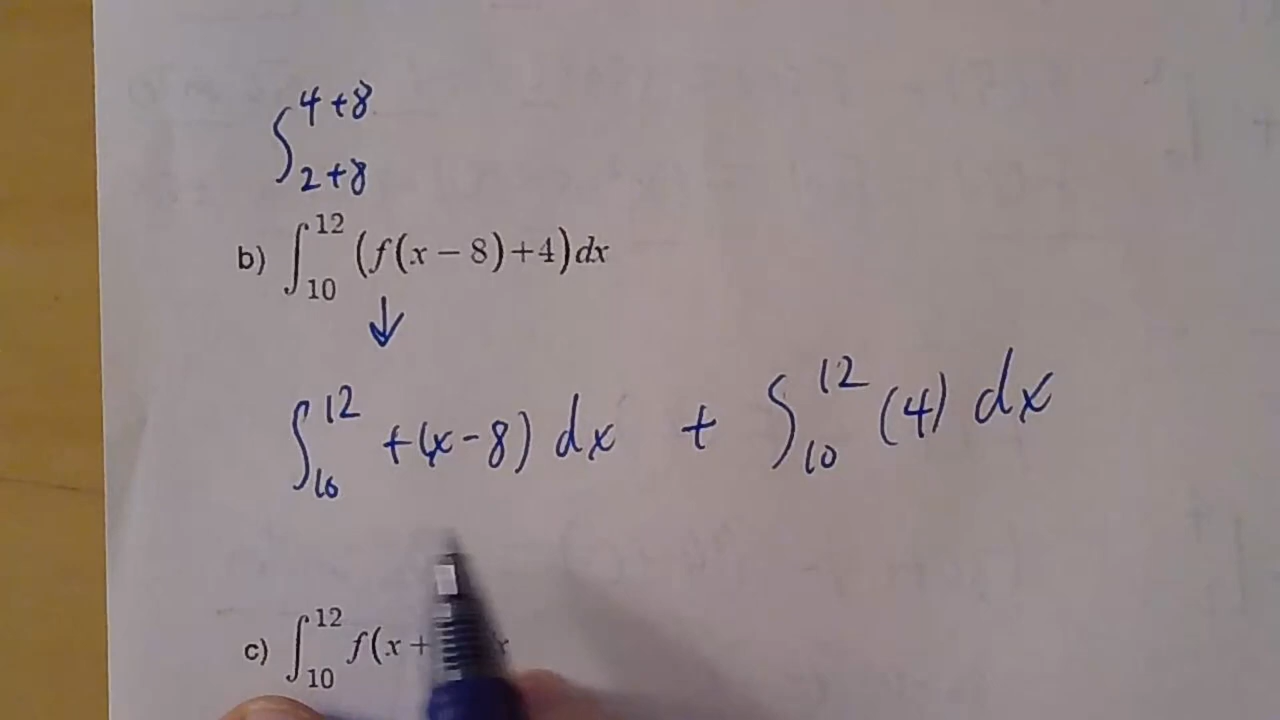 ∫_{2+8}^{4+8}
b) ∫_{10}^{12} (f(x − 8)+4)dx
↓
∫_{10}^{12} f(x-8) dx + ∫_{10}^{12} (4) dx
c) ∫_{10}^{12} f(x+